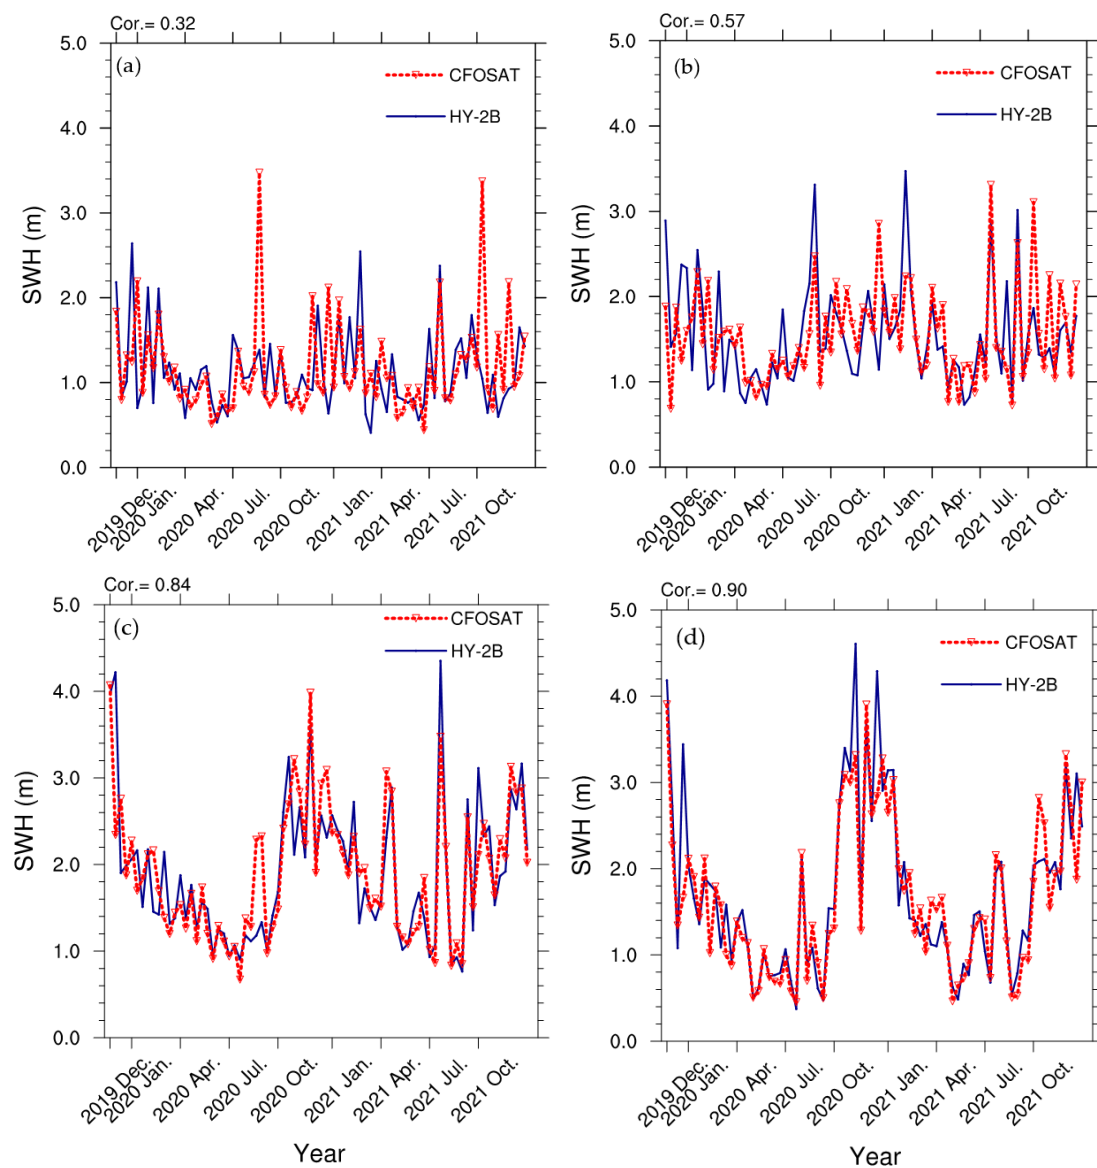 Cor.= 0.32
(a)
CFOSAT
HY-2B
5.0
4.0
3.0
2.0
1.0
0.0
SWH (m)
2019 Dec.
2020 Jan.
2020 Apr.
2020 Jul.
2020 Oct.
2021 Jan.
2021 Apr.
2021 Jul.
2021 Oct.
Cor.= 0.57
(b)
CFOSAT
HY-2B
5.0
4.0
3.0
2.0
1.0
0.0
SWH (m)
2019 Dec.
2020 Jan.
2020 Apr.
2020 Jul.
2020 Oct.
2021 Jan.
2021 Apr.
2021 Jul.
2021 Oct.
Cor.= 0.84
(c)
CFOSAT
HY-2B
5.0
4.0
3.0
2.0
1.0
0.0
SWH (m)
2019 Dec.
2020 Jan.
2020 Apr.
2020 Jul.
2020 Oct.
2021 Jan.
2021 Apr.
2021 Jul.
2021 Oct.
Year
Cor.= 0.90
(d)
CFOSAT
HY-2B
5.0
4.0
3.0
2.0
1.0
0.0
SWH (m)
2019 Dec.
2020 Jan.
2020 Apr.
2020 Jul.
2020 Oct.
2021 Jan.
2021 Apr.
2021 Jul.
2021 Oct.
Year